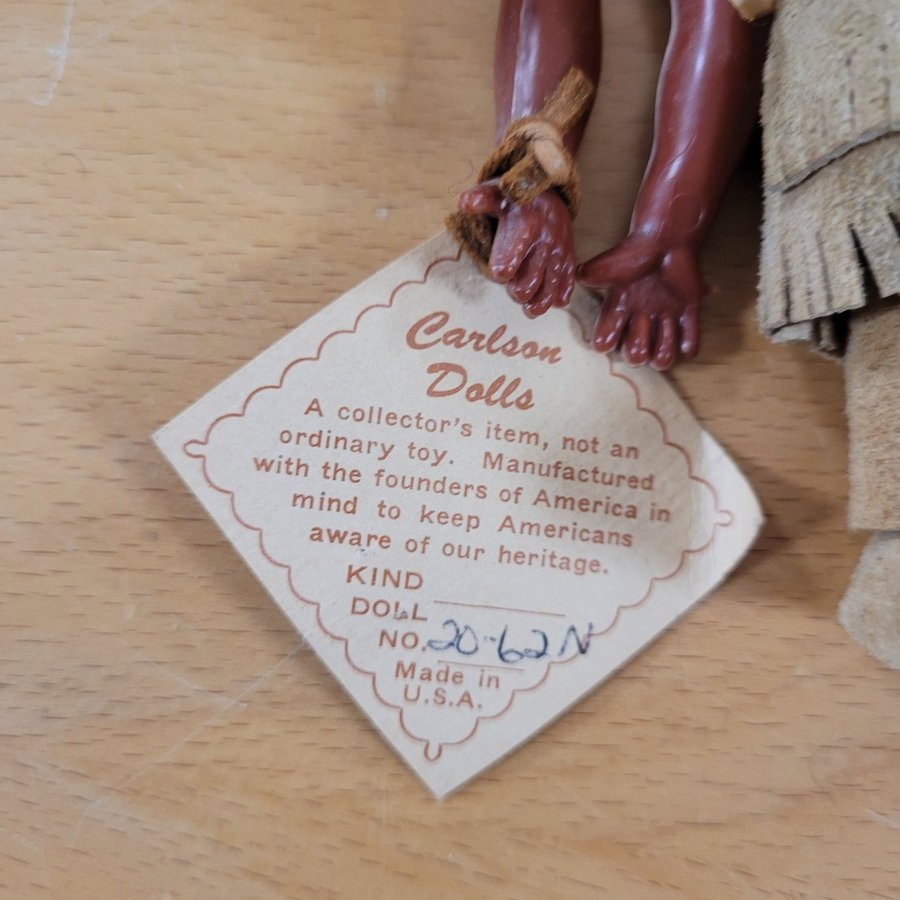 Carlson
Dolls
A collector's item, not an
ordinary toy. Manufactured
with the founders of America in
mind to keep Americans
aware of our heritage.
KIND
DOLL
NO. 20-62N
Made in
U.S.A.